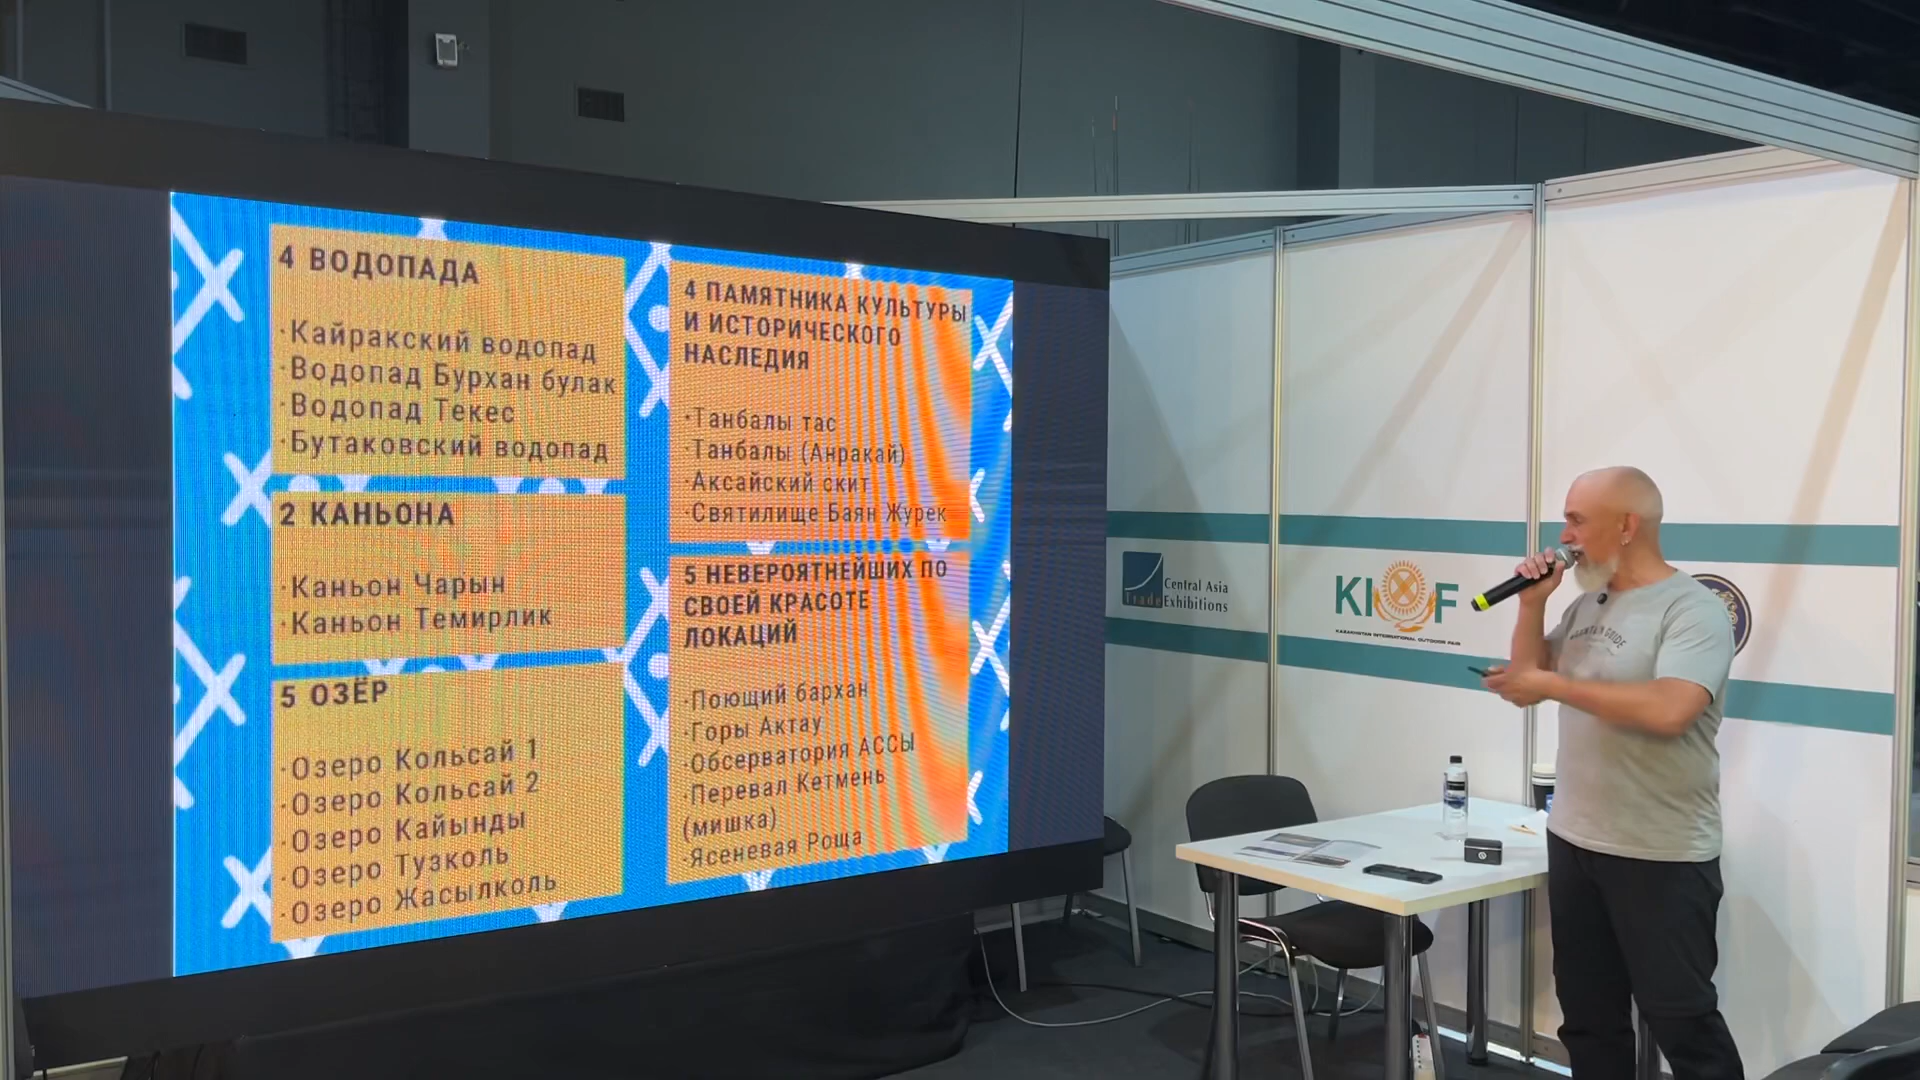 4 ВОДОПАДА
·Кайракский водопад
·Водопад Бурхан булак
·Водопад Текес
·Бутаковский водопад
2 КАНЬОНА
·Каньон Чарын
·Каньон Темирлик
5 ОЗЁР
·Озеро Кольсай 1
·Озеро Кольсай 2
·Озеро Кайынды
·Озеро Тузколь
·Озеро Жасылколь
4 ПАМЯТНИКА КУЛЬТУРЫ
И ИСТОРИЧЕСКОГО
НАСЛЕДИЯ
·Танбалы тас
·Танбалы (Анракай)
·Аксайский скит
·Святилище Баян Журек
5 НЕВЕРОЯТНЕЙШИХ ПО
СВОЕЙ КРАСОТЕ
ЛОКАЦИЙ
·Поющий бархан
·Горы Актау
·Обсерватория АССЫ
·Перевал Кетмень
(мишка)
·Ясеневая Роща
Central Asia
Trade Exhibitions
KI F
KAZAKHSTAN INTERNATIONAL OUTDOOR FAIR
GUIDE